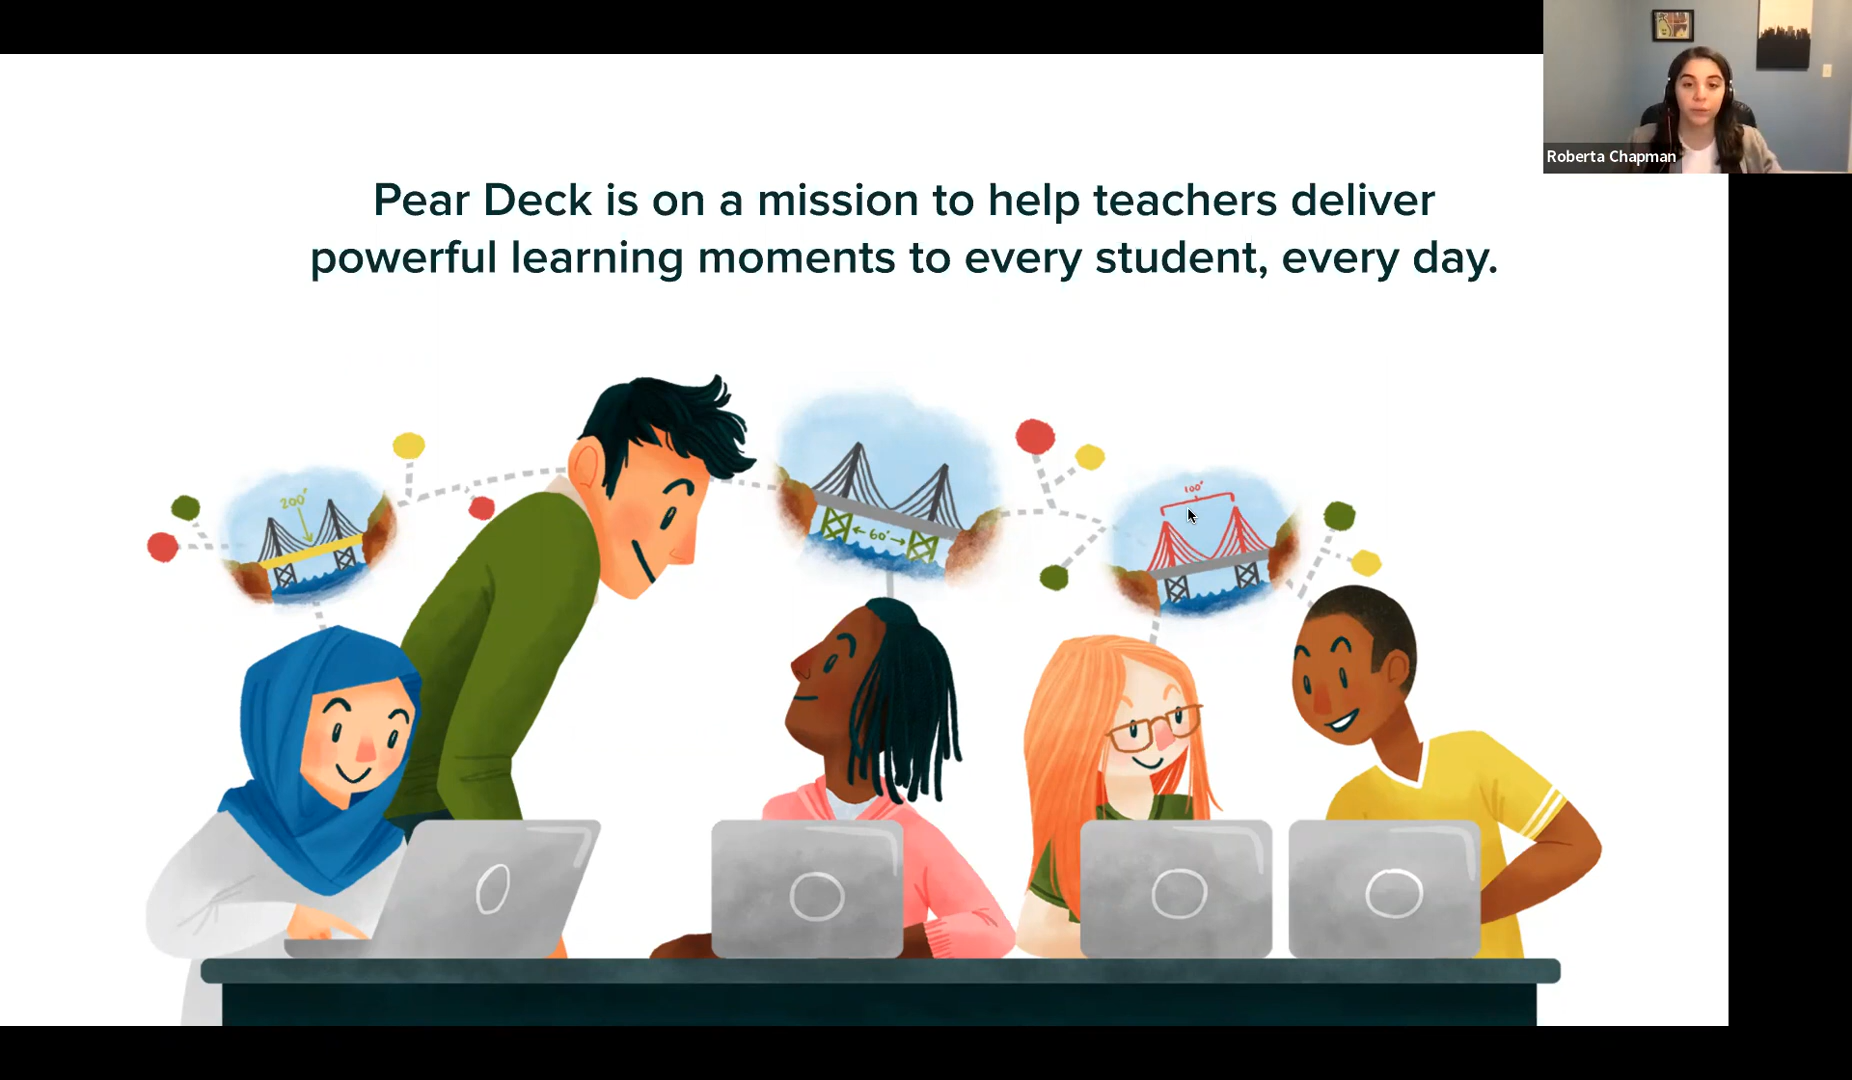 Roberta Chapman
Pear Deck is on a mission to help teachers deliver
powerful learning moments to every student, every day.
200'
60'
100'